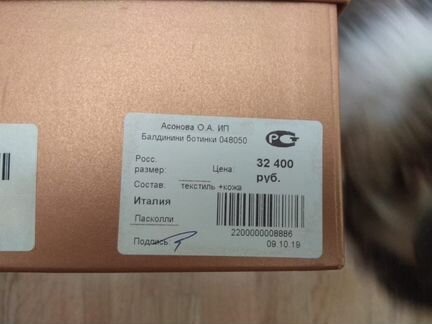 Асонова О.А. ИП
Балдинини ботинки 048050
Росс. размер: Цена: 32 400 руб.
Состав. текстиль +кожа
Италия
Пасколли
Подпись:
2200000008886
09.10.19